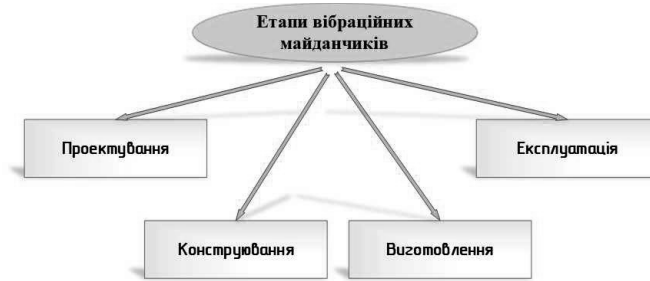 Етапи вібраційних
майданчиків
Проектування
Експлуатація
Конструювання
Виготовлення